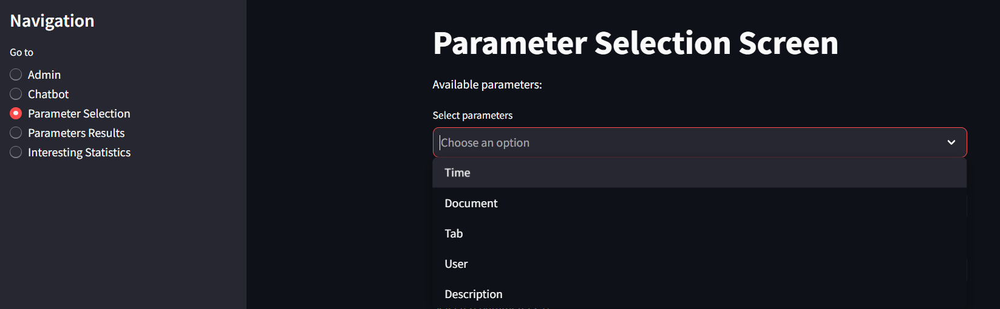 Navigation
Go to
Admin
Chatbot
Parameter Selection
Parameters Results
Interesting Statistics
Parameter Selection Screen
Available parameters:
Select parameters
Choose an option
Time
Document
Tab
User
Description